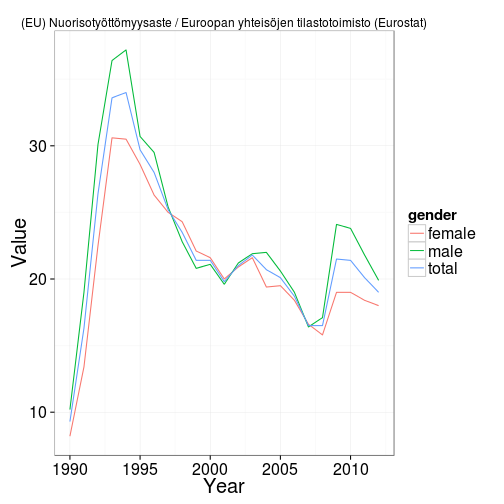 (EU) Nuorisotyöttömyysaste / Euroopan yhteisöjen tilastotoimisto (Eurostat)
30
20
10
Value
1990 1995 2000 2005 2010
Year
gender
female
male
total